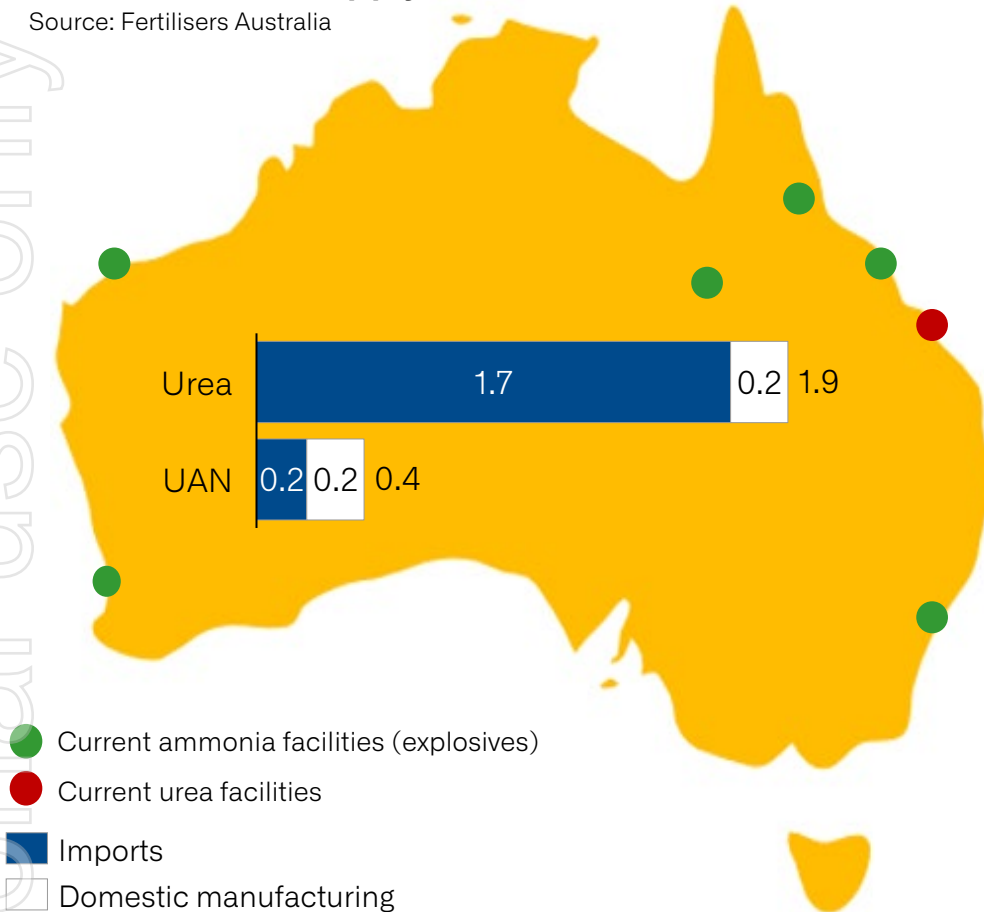 Source: Fertilisers Australia
Urea 1.7 0.2 1.9
UAN 0.2 0.2 0.4
Current ammonia facilities (explosives)
Current urea facilities
Imports
Domestic manufacturing